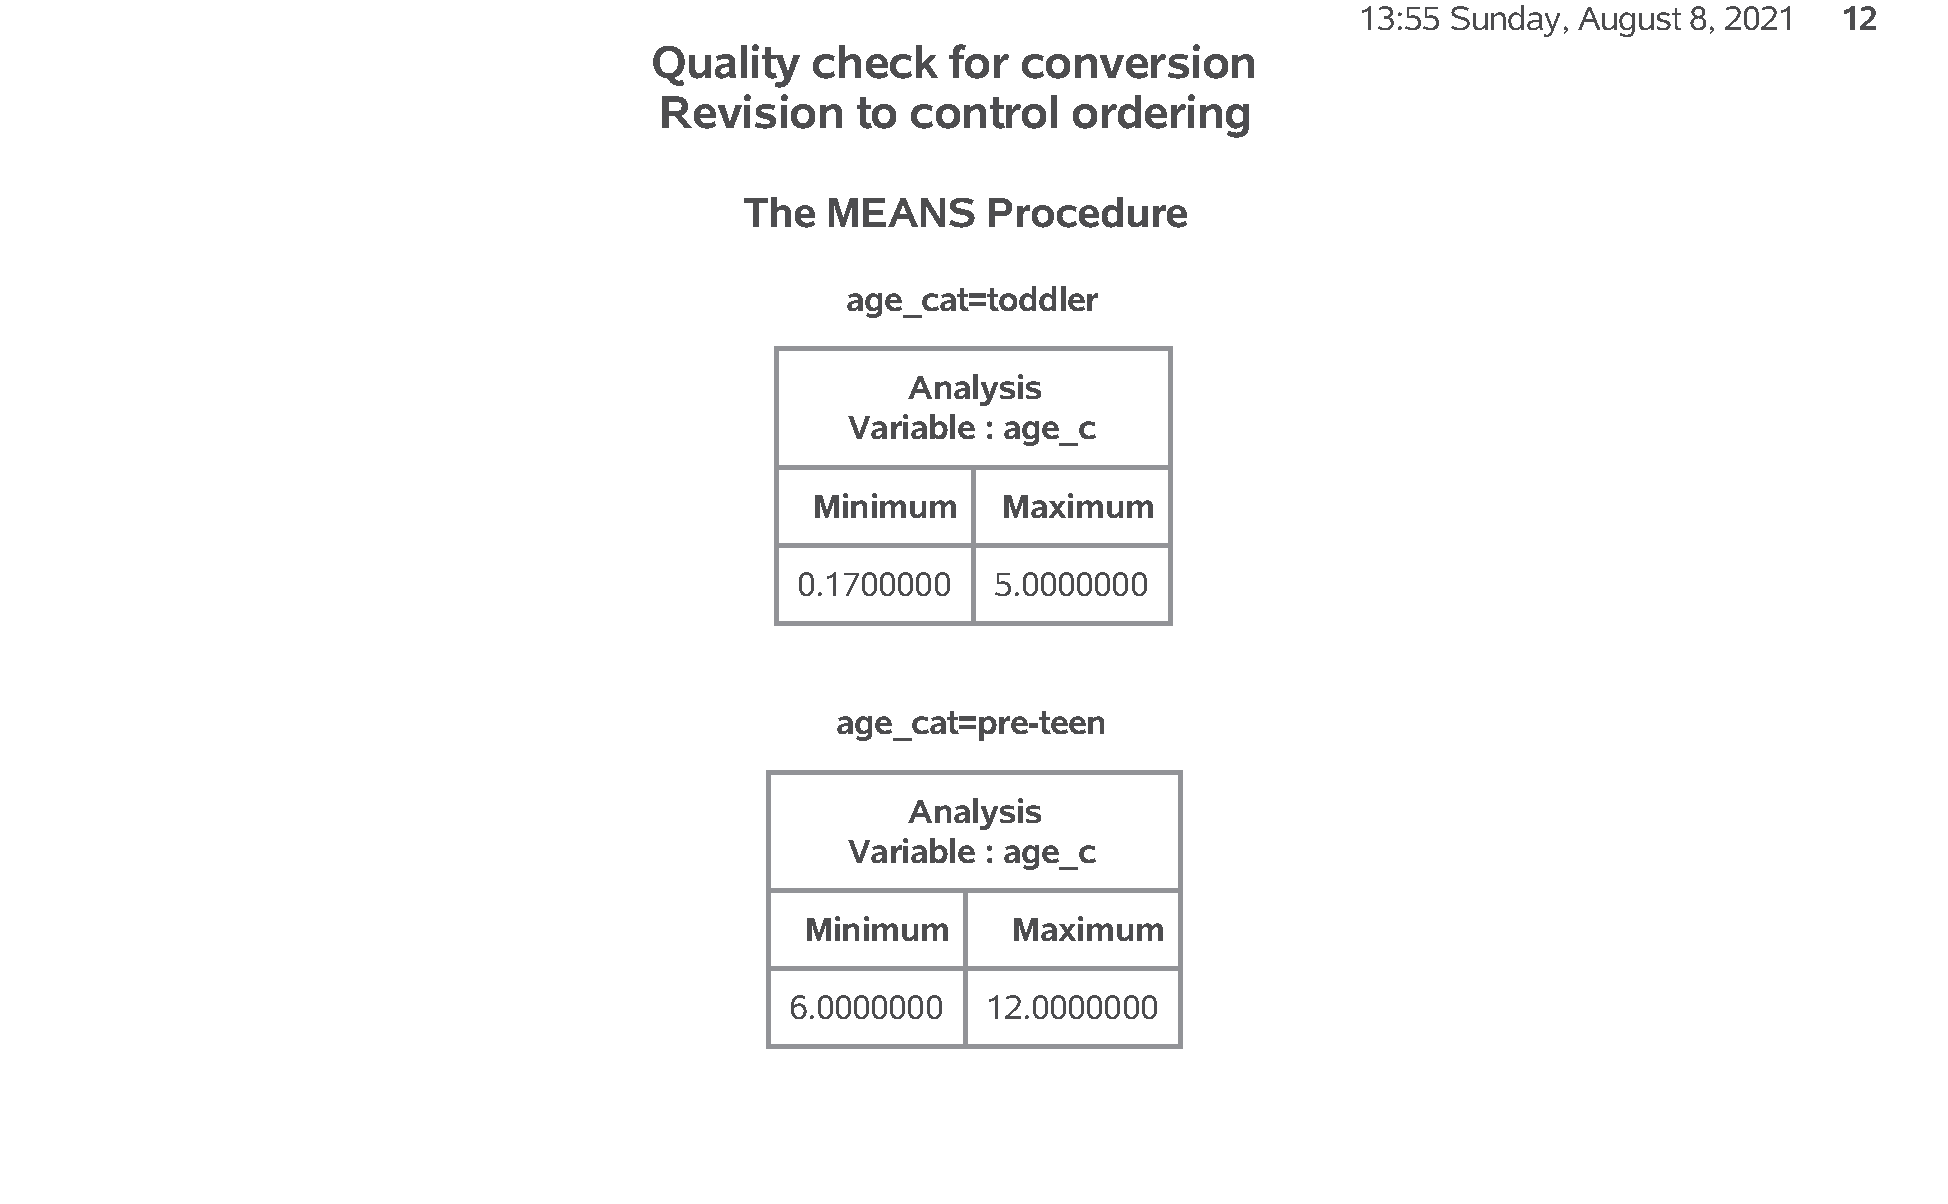 13:55 Sunday, August 8, 2021 12
Quality check for conversion
Revision to control ordering
The MEANS Procedure
age_cat=toddler
Analysis
Variable : age_c
Minimum Maximum
0.1700000 5.0000000
age_cat=pre-teen
Analysis
Variable : age_c
Minimum Maximum
6.0000000 12.0000000